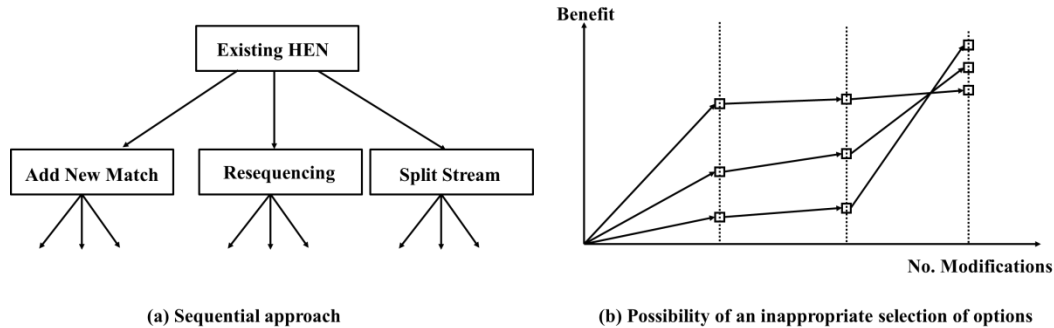 Existing HEN
Add New Match
Resequencing
Split Stream
(a) Sequential approach
Benefit
No. Modifications
(b) Possibility of an inappropriate selection of options